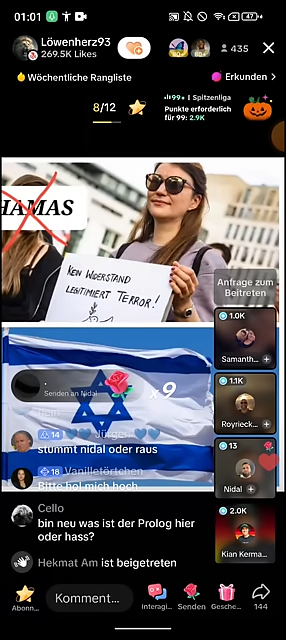 01:01
47
Löwenherz93
269.5K Likes
435
Wöchentliche Rangliste
Erkunden >
8/12
99+ | Spitzenliga
Punkte erforderlich
für 99: 2.9K
HAMAS
KEIN WIDERSTAND
LEGITIMIERT TERROR!
Anfrage zum
Beitreten
1.0K
Samanth...
1.1K
Royrieck...
13
Nidal
2.0K
Kian Kerma...
Senden an Nidal
x9
14
stummt nidal oder raus
18 Vanilletörtchen
Bitte hol mich hoch
Cello
bin neu was ist der Prolog hier
oder hass?
Hekmat Am ist beigetreten
Abonn...
Komment...
Interagi...
Senden
Gesche...
144